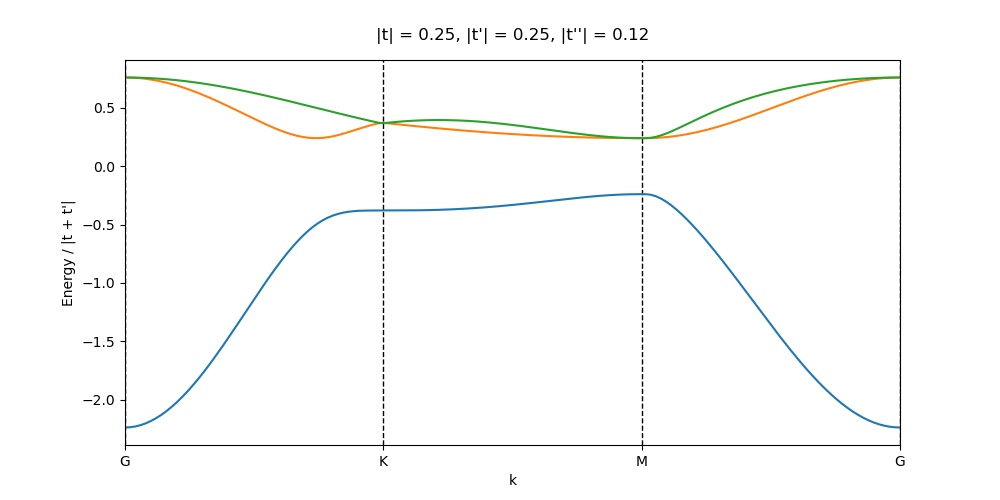 |t| = 0.25, |t'| = 0.25, |t''| = 0.12
Energy / |t + t'|
0.5
0.0
−0.5
−1.0
−1.5
−2.0
G K M G
k